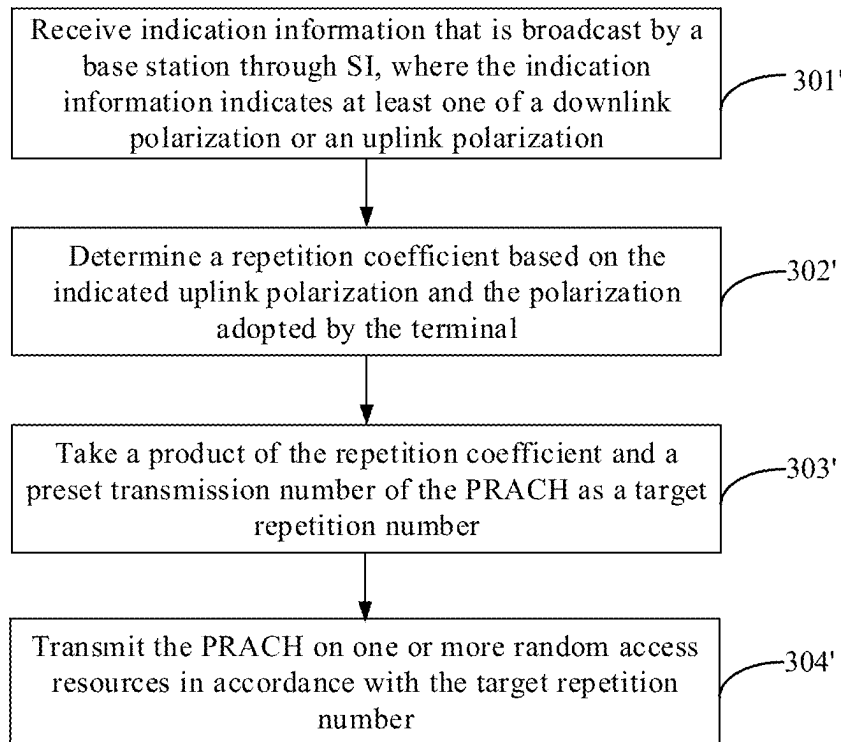 Receive indication information that is broadcast by a
base station through SI, where the indication
information indicates at least one of a downlink
polarization or an uplink polarization
301'
Determine a repetition coefficient based on the
indicated uplink polarization and the polarization
adopted by the terminal
302'
Take a product of the repetition coefficient and a
preset transmission number of the PRACH as a target
repetition number
303'
Transmit the PRACH on one or more random access
resources in accordance with the target repetition
number
304'